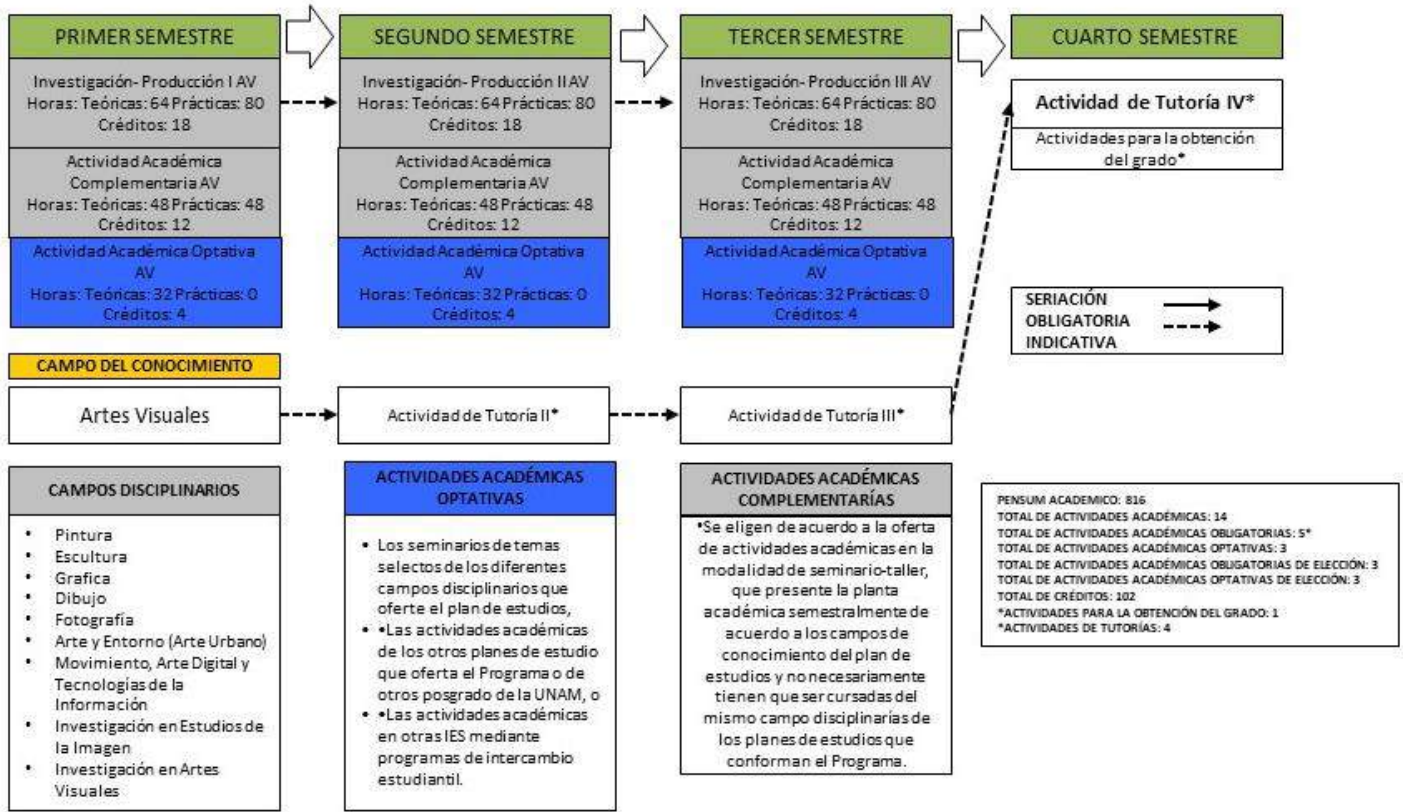 PRIMER SEMESTRE
Investigación- Producción I AV
Horas: Teóricas: 64 Prácticas: 80
Créditos: 18
Actividad Académica
Complementaria AV
Horas: Teóricas: 48 Prácticas: 48
Créditos: 12
Actividad Académica Optativa
AV
Horas: Teóricas: 32 Prácticas: 0
Créditos: 4
SEGUNDO SEMESTRE
Investigación- Producción II AV
Horas: Teóricas: 64 Prácticas: 80
Créditos: 18
Actividad Académica
Complementaria AV
Horas: Teóricas: 48 Prácticas: 48
Créditos: 12
Actividad Académica Optativa
AV
Horas: Teóricas: 32 Prácticas: 0
Créditos: 4
TERCER SEMESTRE
Investigación- Producción III AV
Horas: Teóricas: 64 Prácticas: 80
Créditos: 18
Actividad Académica
Complementaria AV
Horas: Teóricas: 48 Prácticas: 48
Créditos: 12
Actividad Académica Optativa
AV
Horas: Teóricas: 32 Prácticas: 0
Créditos: 4
CUARTO SEMESTRE
Actividad de Tutoría IV*
Actividades para la obtención
del grado*
SERIACIÓN
OBLIGATORIA
INDICATIVA
CAMPO DEL CONOCIMIENTO
Artes Visuales
Actividad de Tutoría II*
Actividad de Tutoría III*
CAMPOS DISCIPLINARIOS
• Pintura
• Escultura
• Grafica
• Dibujo
• Fotografía
• Arte y Entorno (Arte Urbano)
• Movimiento, Arte Digital y
Tecnologías de la
Información
• Investigación en Estudios de
la Imagen
• Investigación en Artes
Visuales
ACTIVIDADES ACADÉMICAS
OPTATIVAS
• Los seminarios de temas
selectos de los diferentes
campos disciplinarios que
oferte el plan de estudios,
• •Las actividades académicas
de los otros planes de estudio
que oferta el Programa o de
otros posgrado de la UNAM, o
• •Las actividades académicas
en otras IES mediante
programas de intercambio
estudiantil.
ACTIVIDADES ACADÉMICAS
COMPLEMENTARÍAS
•Se eligen de acuerdo a la oferta
de actividades académicas en la
modalidad de seminario-taller,
que presente la planta
académica semestralmente de
acuerdo a los campos de
conocimiento del plan de
estudios y no necesariamente
tienen que ser cursadas del
mismo campo disciplinarías de
los planes de estudios que
conforman el Programa.
PENSUM ACADEMICO: 816
TOTAL DE ACTIVIDADES ACADÉMICAS: 14
TOTAL DE ACTIVIDADES ACADÉMICAS OBLIGATORIAS: 5*
TOTAL DE ACTIVIDADES ACADÉMICAS OPTATIVAS: 3
TOTAL DE ACTIVIDADES ACADÉMICAS OBLIGATORIAS DE ELECCIÓN: 3
TOTAL DE ACTIVIDADES ACADÉMICAS OPTATIVAS DE ELECCIÓN: 3
TOTAL DE CRÉDITOS: 102
*ACTIVIDADES PARA LA OBTENCIÓN DEL GRADO: 1
*ACTIVIDADES DE TUTORÍAS: 4